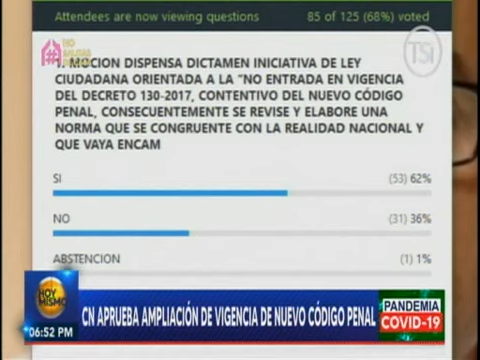 Attendees are now viewing questions 85 of 125 (68%) voted
NO
TSi
1. MOCION DISPENSA DICTAMEN INICIATIVA DE LEY
CIUDADANA ORIENTADA A LA "NO ENTRADA EN VIGENCIA
DEL DECRETO 130-2017, CONTENTIVO DEL NUEVO CÓDIGO
PENAL, CONSECUENTEMENTE SE REVISE Y ELABORE UNA
NORMA QUE SE CONGRUENTE CON LA REALIDAD NACIONAL Y
QUE VAYA ENCAM
SI (53) 62%
NO (31) 36%
ABSTENCION (1) 1%
HOY MISMO
CN APRUEBA AMPLIACIÓN DE VIGENCIA DE NUEVO CÓDIGO PENAL
PANDEMIA
COVID-19
06:52 PM